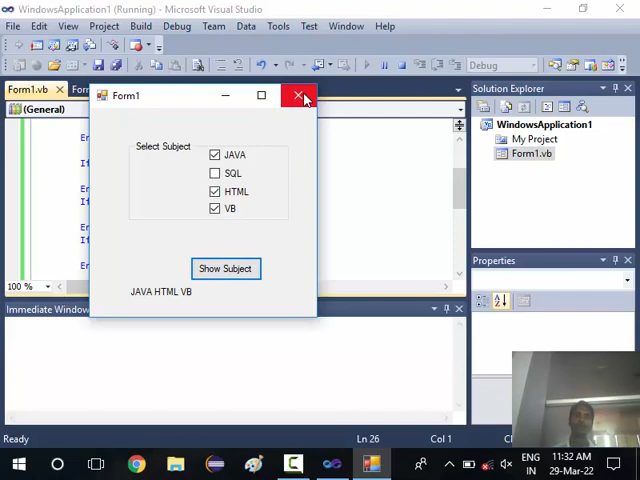 WindowsApplication1 (Running) - Microsoft Visual Studio
File Edit View Project Build Debug Team Data Tools Test Window Help
Debug
Form1.vb
(General)
Form1
Select Subject
JAVA
SQL
HTML
VB
Show Subject
JAVA HTML VB
If
If
100 %
Immediate Window
Solution Explorer
WindowsApplication1
My Project
Form1.vb
Properties
Ready
Ln 26
Col 1
ENG
IN
11:32 AM
29-Mar-22